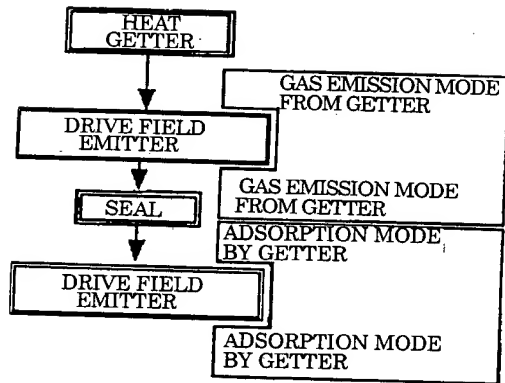 HEAT
GETTER
GAS EMISSION MODE
FROM GETTER
DRIVE FIELD
EMITTER
GAS EMISSION MODE
FROM GETTER
SEAL
ADSORPTION MODE
BY GETTER
DRIVE FIELD
EMITTER
ADSORPTION MODE
BY GETTER